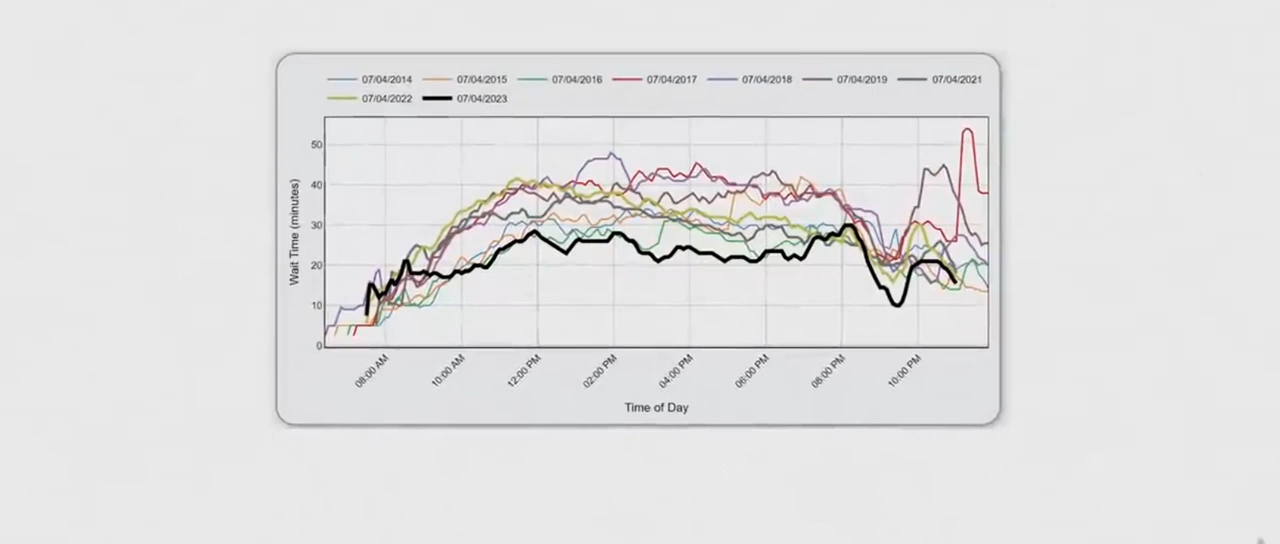 07/04/2014 07/04/2015 07/04/2016 07/04/2017 07/04/2018 07/04/2019 07/04/2021
07/04/2022 07/04/2023
Wait Time (minutes)
50
40
30
20
10
0
08:00 AM 10:00 AM 12:00 PM 02:00 PM 04:00 PM 06:00 PM 08:00 PM 10:00 PM
Time of Day